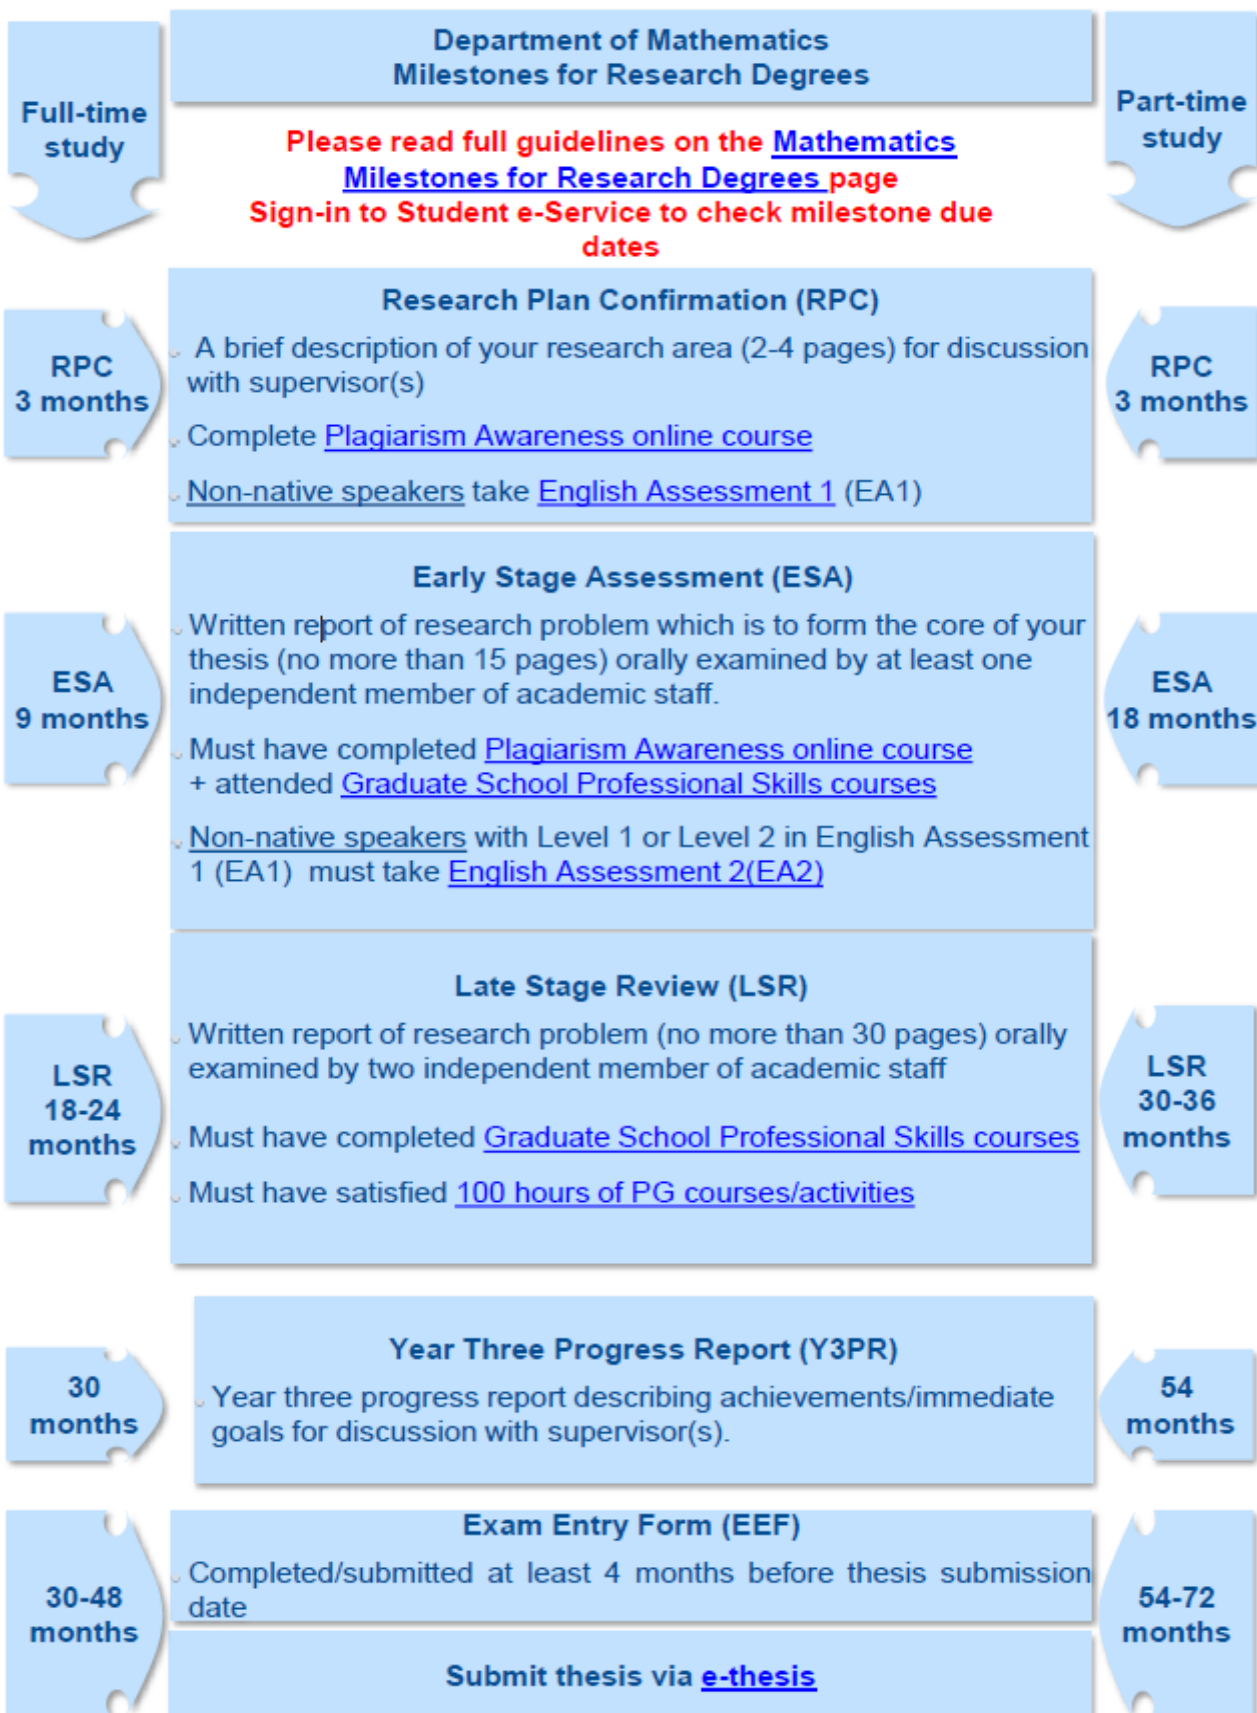 Department of Mathematics
Milestones for Research Degrees
Full-time
study
Part-time
study
Please read full guidelines on the Mathematics
Milestones for Research Degrees page
Sign-in to Student e-Service to check milestone due
dates
Research Plan Confirmation (RPC)
RPC
3 months
A brief description of your research area (2-4 pages) for discussion
with supervisor(s)
Complete Plagiarism Awareness online course
Non-native speakers take English Assessment 1 (EA1)
RPC
3 months
Early Stage Assessment (ESA)
ESA
9 months
Written report of research problem which is to form the core of your
thesis (no more than 15 pages) orally examined by at least one
independent member of academic staff.
Must have completed Plagiarism Awareness online course
+ attended Graduate School Professional Skills courses
Non-native speakers with Level 1 or Level 2 in English Assessment
1 (EA1) must take English Assessment 2(EA2)
ESA
18 months
Late Stage Review (LSR)
LSR
18-24
months
Written report of research problem (no more than 30 pages) orally
examined by two independent member of academic staff
Must have completed Graduate School Professional Skills courses
Must have satisfied 100 hours of PG courses/activities
LSR
30-36
months
Year Three Progress Report (Y3PR)
30
months
Year three progress report describing achievements/immediate
goals for discussion with supervisor(s).
54
months
Exam Entry Form (EEF)
30-48
months
Completed/submitted at least 4 months before thesis submission
date
54-72
months
Submit thesis via e-thesis